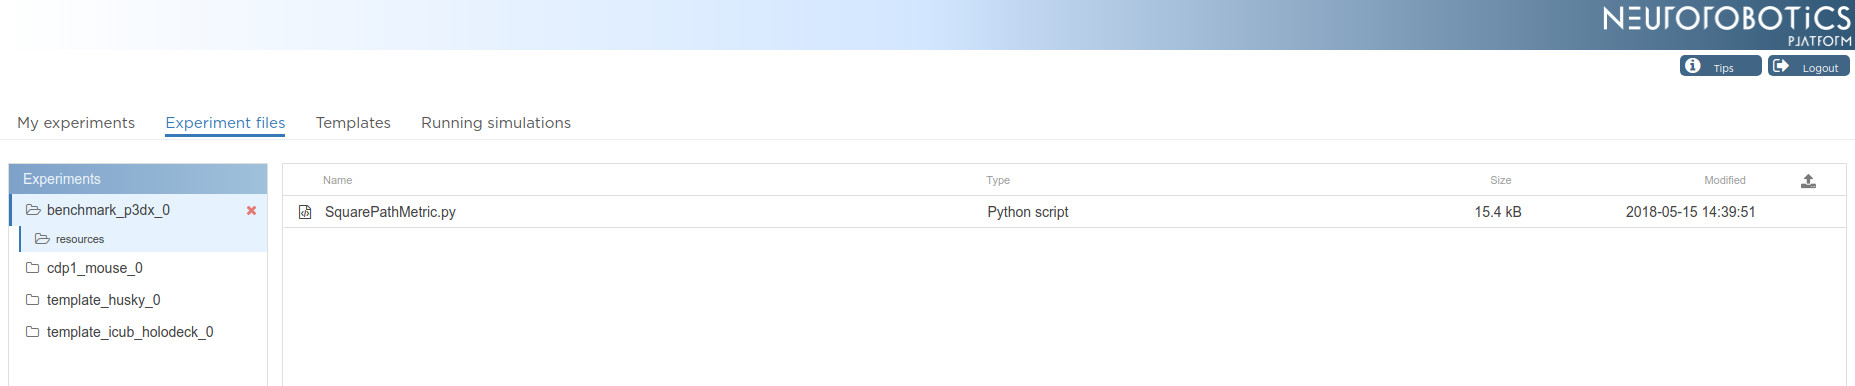 NEUROROBOTICS
PLATFORM
Tips Logout
My experiments Experiment files Templates Running simulations
Experiments
Name Type Size Modified
benchmark_p3dx_0
SquarePathMetric.py Python script 15.4 kB 2018-05-15 14:39:51
resources
cdp1_mouse_0
template_husky_0
template_icub_holodeck_0